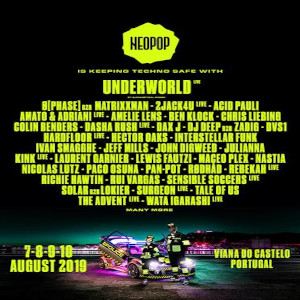 NEOPOP
IS KEEPING TECHNO SAFE WITH
UNDERWORLD LIVE
Ø[PHASE] B2B MATRIXXMAN - 2JACK4U LIVE - ACID PAULI
AMATO & ADRIANI LIVE - AMELIE LENS - BEN KLOCK - CHRIS LIEBING
COLIN BENDERS - DASHA RUSH LIVE - DAX J - DJ DEEP B2B ZADIG - DVS1
HARDFLOOR LIVE - HECTOR OAKS - INTERSTELLAR FUNK
IVAN SMAGGHE - JEFF MILLS - JOHN DIGWEED - JULIANNA
KINK LIVE - LAURENT GARNIER - LEWIS FAUTZI - MACEO PLEX - NASTIA
NICOLAS LUTZ - PACO OSUNA - PAN-POT - RØDHÅD - REDEKAR LIVE
RICHIE HAWTIN - RUI VARGAS - SENSIBLE SOCCERS LIVE
SOLAR B2B LOKIER - SURGEON LIVE - TALE OF US
THE ADVENT LIVE - WATA IGARASHI LIVE
MANY MORE
7-8-9-10
AUGUST 2019
VIANA DO CASTELO
PORTUGAL